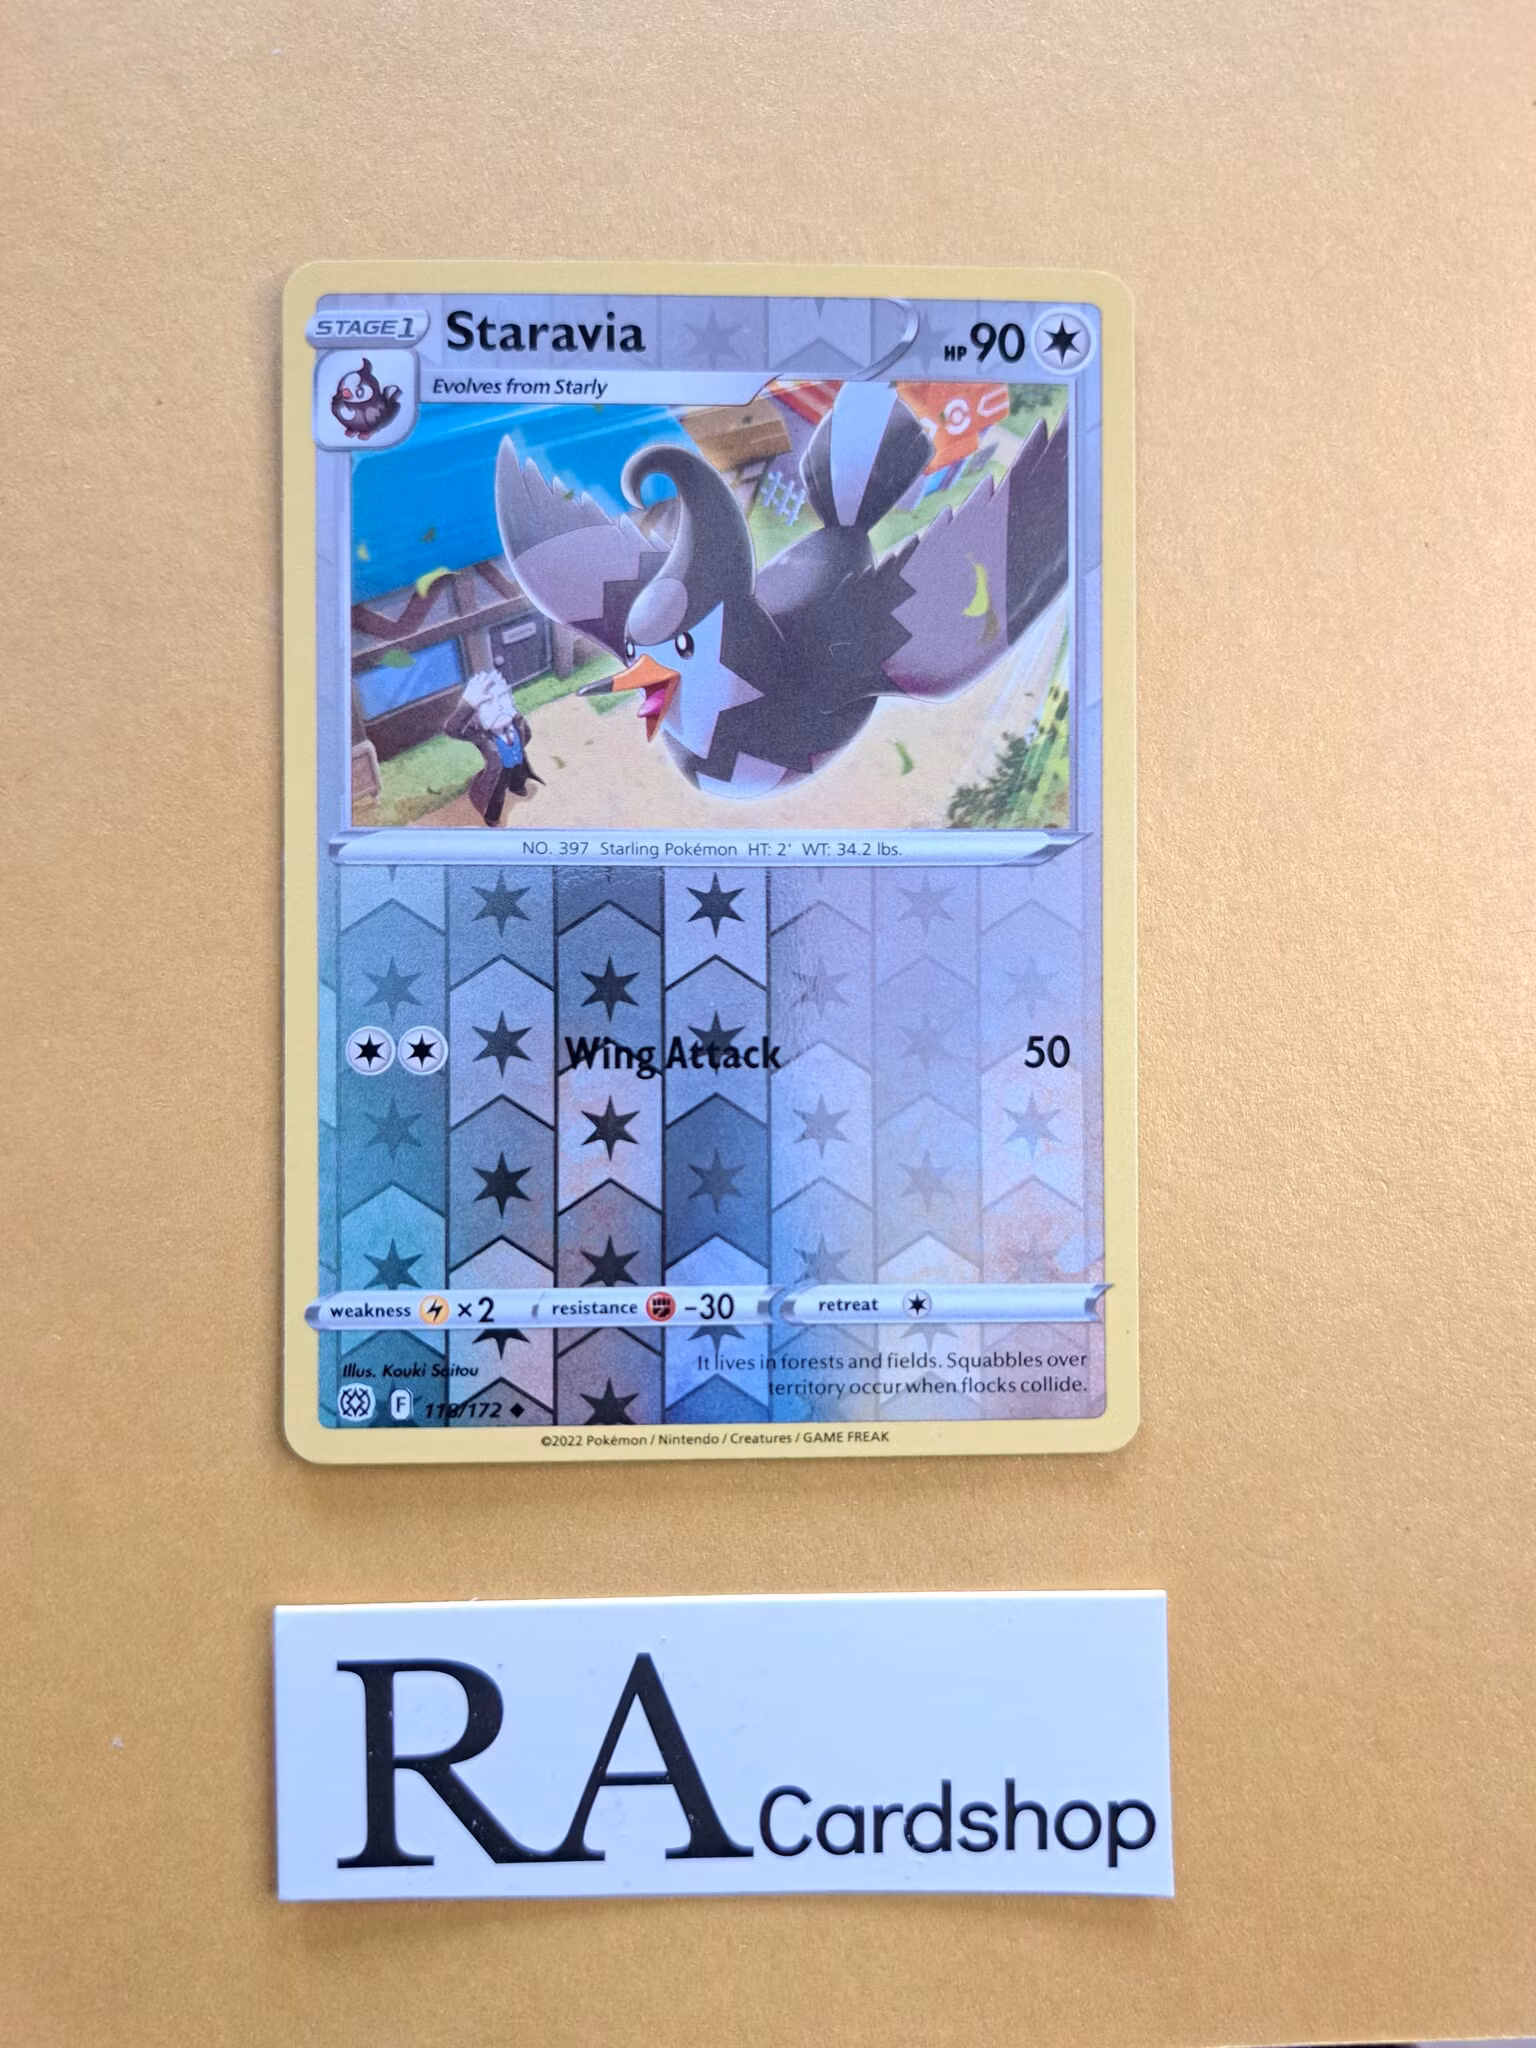 STAGE 1
Staravia
HP 90
Evolves from Starly
NO. 397 Starling Pokémon HT: 2' WT: 34.2 lbs.
Wing Attack 50
weakness ×2 resistance -30 retreat
Illus. Kouki Saitou
It lives in forests and fields. Squabbles over
territory occur when flocks collide.
F /172
©2022 Pokémon / Nintendo / Creatures / GAME FREAK
RA Cardshop